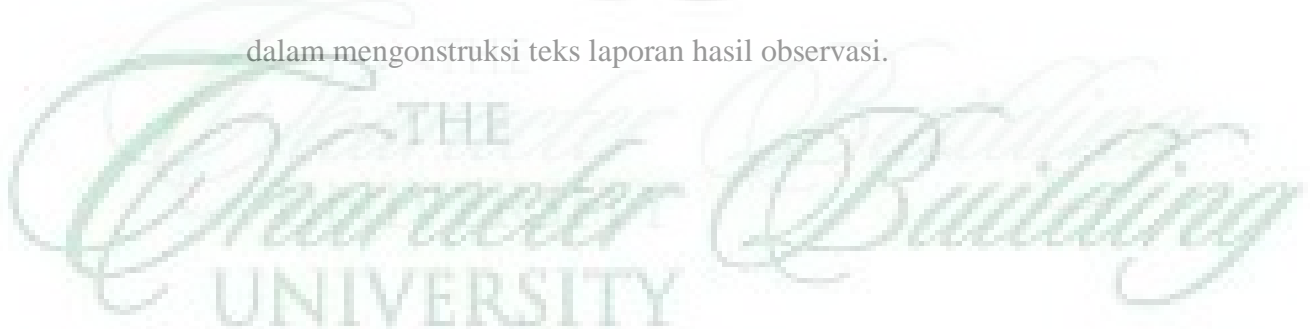 dalam mengonstruksi teks laporan hasil observasi.
THE
Character Building
UNIVERSITY